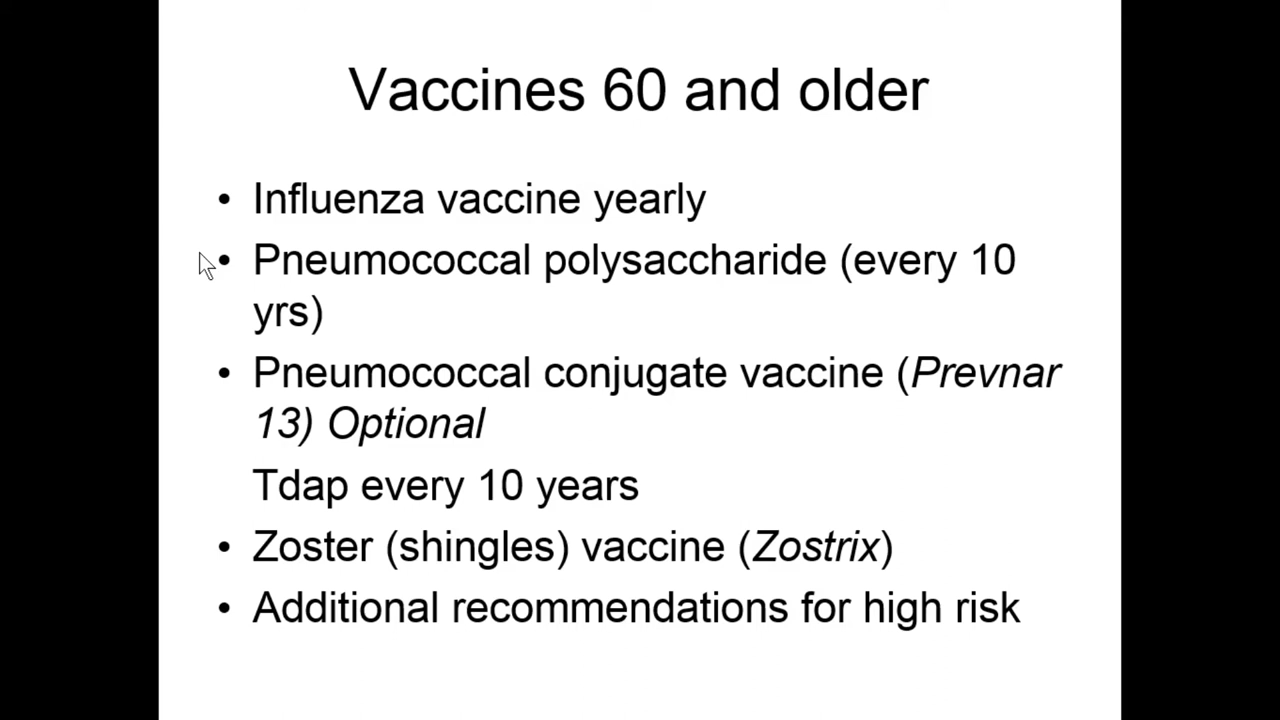 Vaccines 60 and older
• Influenza vaccine yearly
• Pneumococcal polysaccharide (every 10
yrs)
• Pneumococcal conjugate vaccine (Prevnar
13) Optional
Tdap every 10 years
• Zoster (shingles) vaccine (Zostrix)
• Additional recommendations for high risk